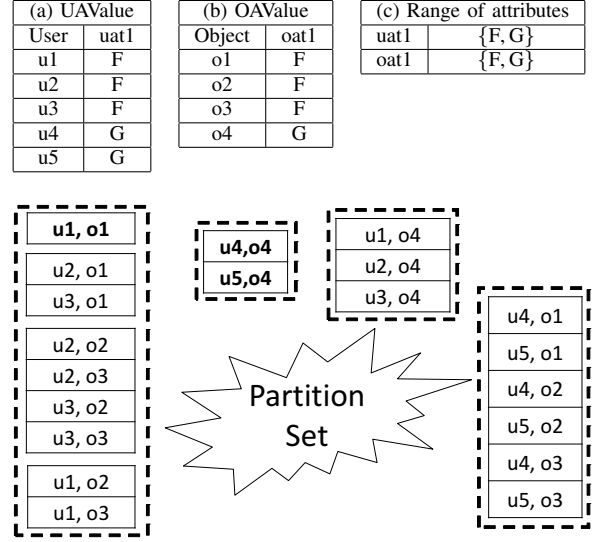 (a) UAValue
User uat1
u1 F
u2 F
u3 F
u4 G
u5 G
(b) OAValue
Object oat1
o1 F
o2 F
o3 F
o4 G
(c) Range of attributes
uat1 {F, G}
oat1 {F, G}
u1, o1
u2, o1
u3, o1
u2, o2
u2, o3
u3, o2
u3, o3
u1, o2
u1, o3
u4,o4
u5,o4
u1, o4
u2, o4
u3, o4
u4, o1
u5, o1
u4, o2
u5, o2
u4, o3
u5, o3
Partition
Set